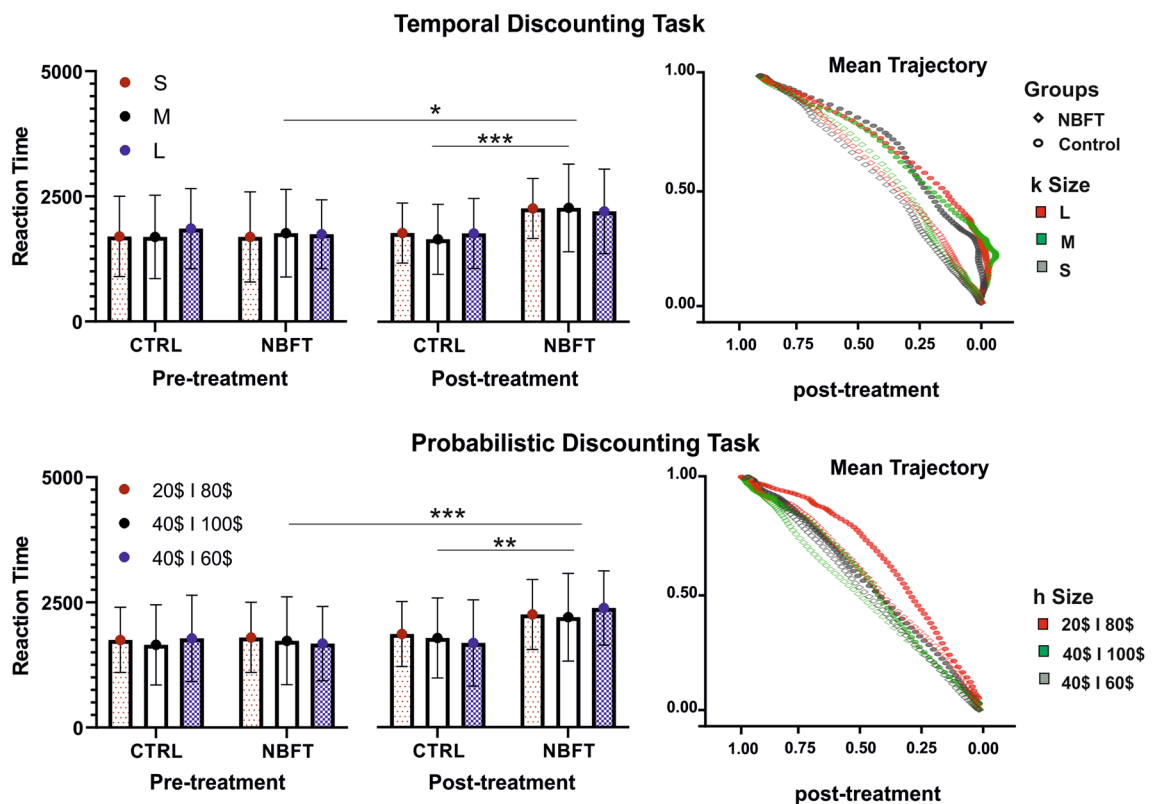 Temporal Discounting Task
5000
2500
0
Reaction Time
S
M
L
*
***
CTRL
NBFT
CTRL
NBFT
Pre-treatment
Post-treatment
Mean Trajectory
1.00
0.50
0.00
1.00
0.75
0.50
0.25
0.00
post-treatment
Groups
NBFT
Control
k Size
L
M
S
Probabilistic Discounting Task
5000
2500
0
Reaction Time
20$ I 80$
40$ I 100$
40$ I 60$
***
**
CTRL
NBFT
CTRL
NBFT
Pre-treatment
Post-treatment
Mean Trajectory
1.00
0.50
0.00
1.00
0.75
0.50
0.25
0.00
post-treatment
h Size
20$ I 80$
40$ I 100$
40$ I 60$